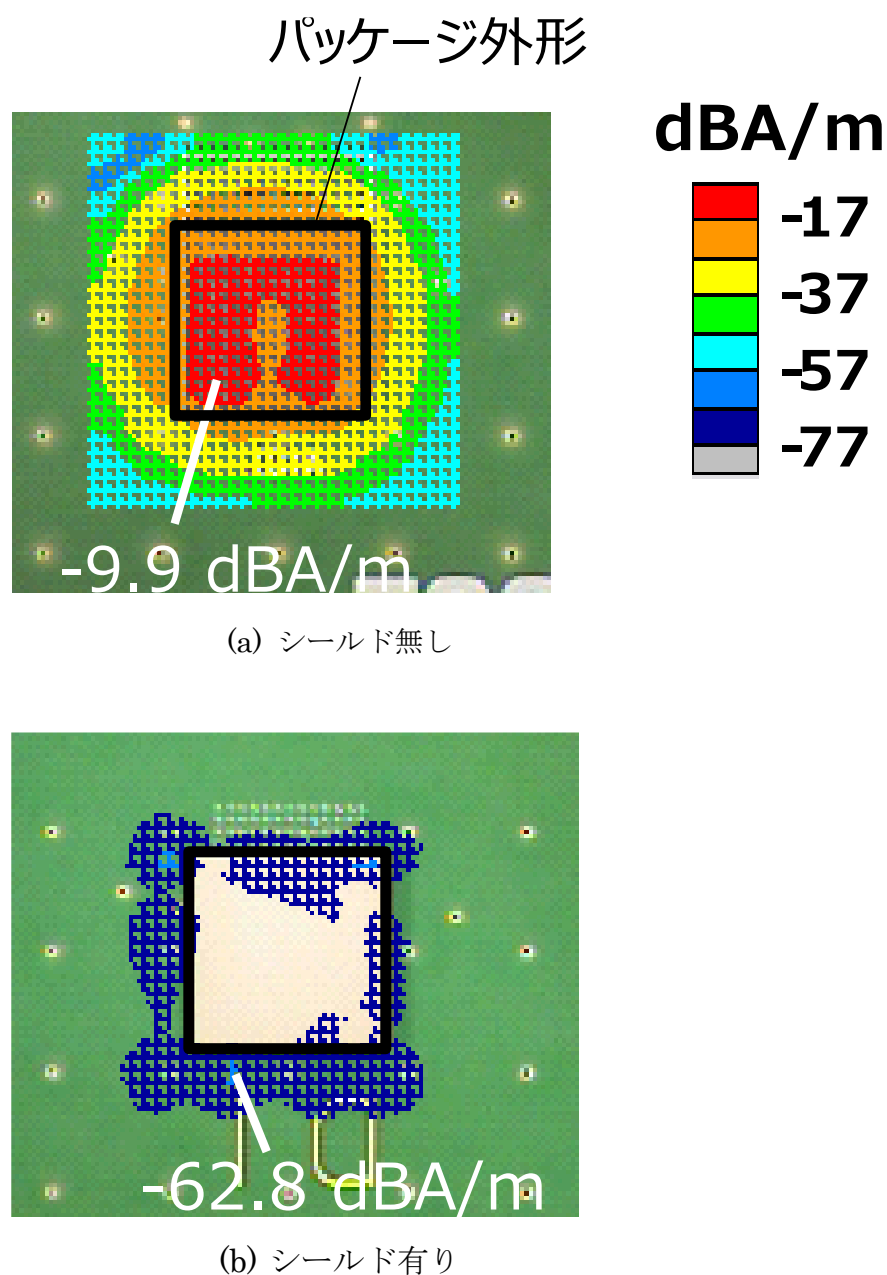 パッケージ外形
dBA/m
-17
-37
-57
-77
-9.9 dBA/m
(a) シールド無し
-62.8 dBA/m
(b) シールド有り